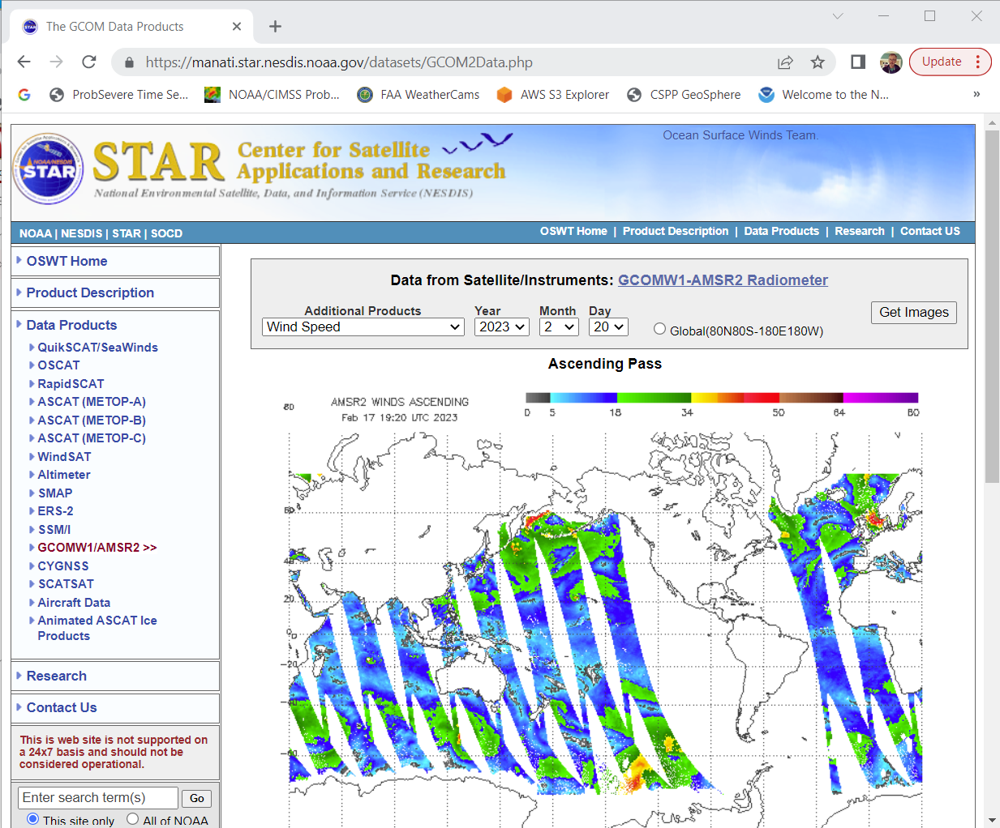 The GCOM Data Products
https://manati.star.nesdis.noaa.gov/datasets/GCOM2Data.php
Update
ProbSevere Time Se...
NOAA/CIMSS Prob...
FAA WeatherCams
AWS S3 Explorer
CSPP GeoSphere
Welcome to the N...
»
STAR
Center for Satellite
Applications and Research
National Environmental Satellite, Data, and Information Service (NESDIS)
NOAA/NESDIS
STAR
Ocean Surface Winds Team.
NOAA | NESDIS | STAR | SOCD
OSWT Home | Product Description | Data Products | Research | Contact US
OSWT Home
Product Description
Data Products
QuikSCAT/SeaWinds
OSCAT
RapidSCAT
ASCAT (METOP-A)
ASCAT (METOP-B)
ASCAT (METOP-C)
WindSAT
Altimeter
SMAP
ERS-2
SSM/I
GCOMW1/AMSR2 >>
CYGNSS
SCATSAT
Aircraft Data
Animated ASCAT Ice
Products
Research
Contact Us
This is web site is not supported on
a 24x7 basis and should not be
considered operational.
Enter search term(s)
Go
This site only
All of NOAA
Data from Satellite/Instruments: GCOMW1-AMSR2 Radiometer
Additional Products Year Month Day
Wind Speed 2023 2 20
Global(80N80S-180E180W)
Get Images
Ascending Pass
AMSR2 WINDS ASCENDING
Feb 17 19:20 UTC 2023
0 5 18 34 50 64 80
80
60
40
20
0
-20
-40
-60